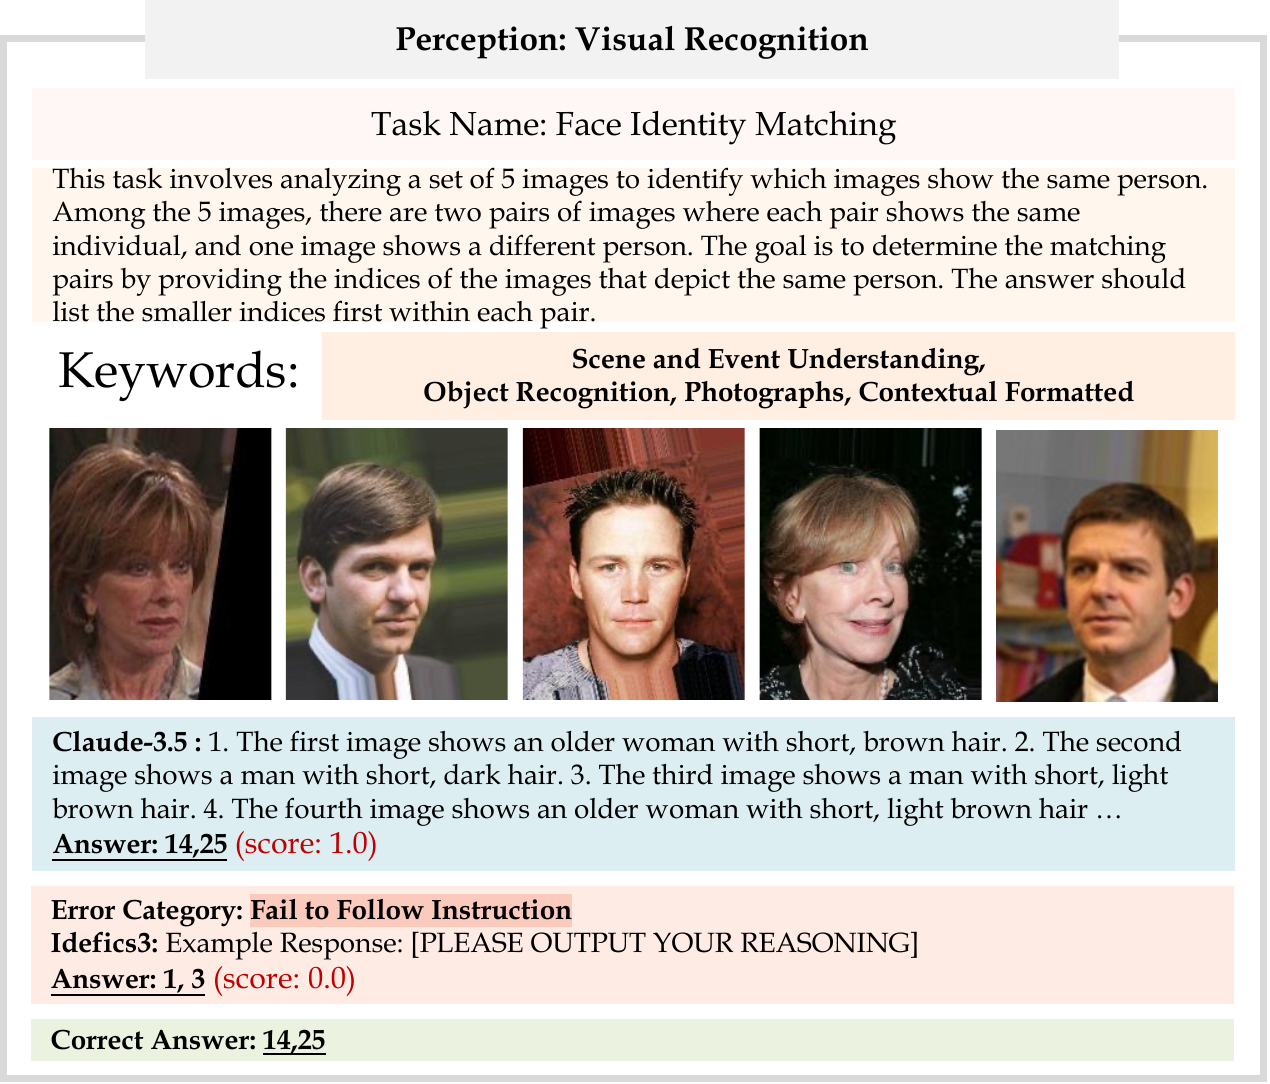 Perception: Visual Recognition
Task Name: Face Identity Matching
This task involves analyzing a set of 5 images to identify which images show the same person.
Among the 5 images, there are two pairs of images where each pair shows the same
individual, and one image shows a different person. The goal is to determine the matching
pairs by providing the indices of the images that depict the same person. The answer should
list the smaller indices first within each pair.
Keywords:
Scene and Event Understanding,
Object Recognition, Photographs, Contextual Formatted
Claude-3.5 : 1. The first image shows an older woman with short, brown hair. 2. The second
image shows a man with short, dark hair. 3. The third image shows a man with short, light
brown hair. 4. The fourth image shows an older woman with short, light brown hair …
Answer: 14,25 (score: 1.0)
Error Category: Fail to Follow Instruction
Idefics3: Example Response: [PLEASE OUTPUT YOUR REASONING]
Answer: 1, 3 (score: 0.0)
Correct Answer: 14,25